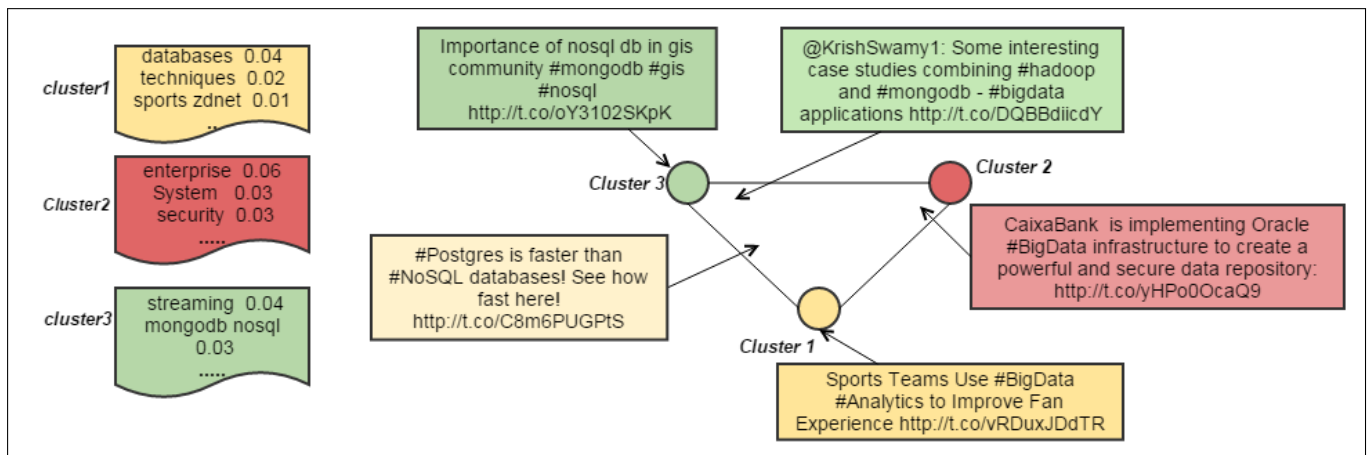 cluster1
databases 0.04
techniques 0.02
sports zdnet 0.01
..
Cluster2
enterprise 0.06
System 0.03
security 0.03
.....
cluster3
streaming 0.04
mongodb nosql
0.03
.....
Importance of nosql db in gis
community #mongodb #gis
#nosql
http://t.co/oY3102SKpK
@KrishSwamy1: Some interesting
case studies combining #hadoop
and #mongodb - #bigdata
applications http://t.co/DQBBdiicdY
Cluster 3
Cluster 2
#Postgres is faster than
#NoSQL databases! See how
fast here!
http://t.co/C8m6PUGPtS
CaixaBank is implementing Oracle
#BigData infrastructure to create a
powerful and secure data repository:
http://t.co/yHPo0OcaQ9
Cluster 1
Sports Teams Use #BigData
#Analytics to Improve Fan
Experience http://t.co/vRDuxJDdTR